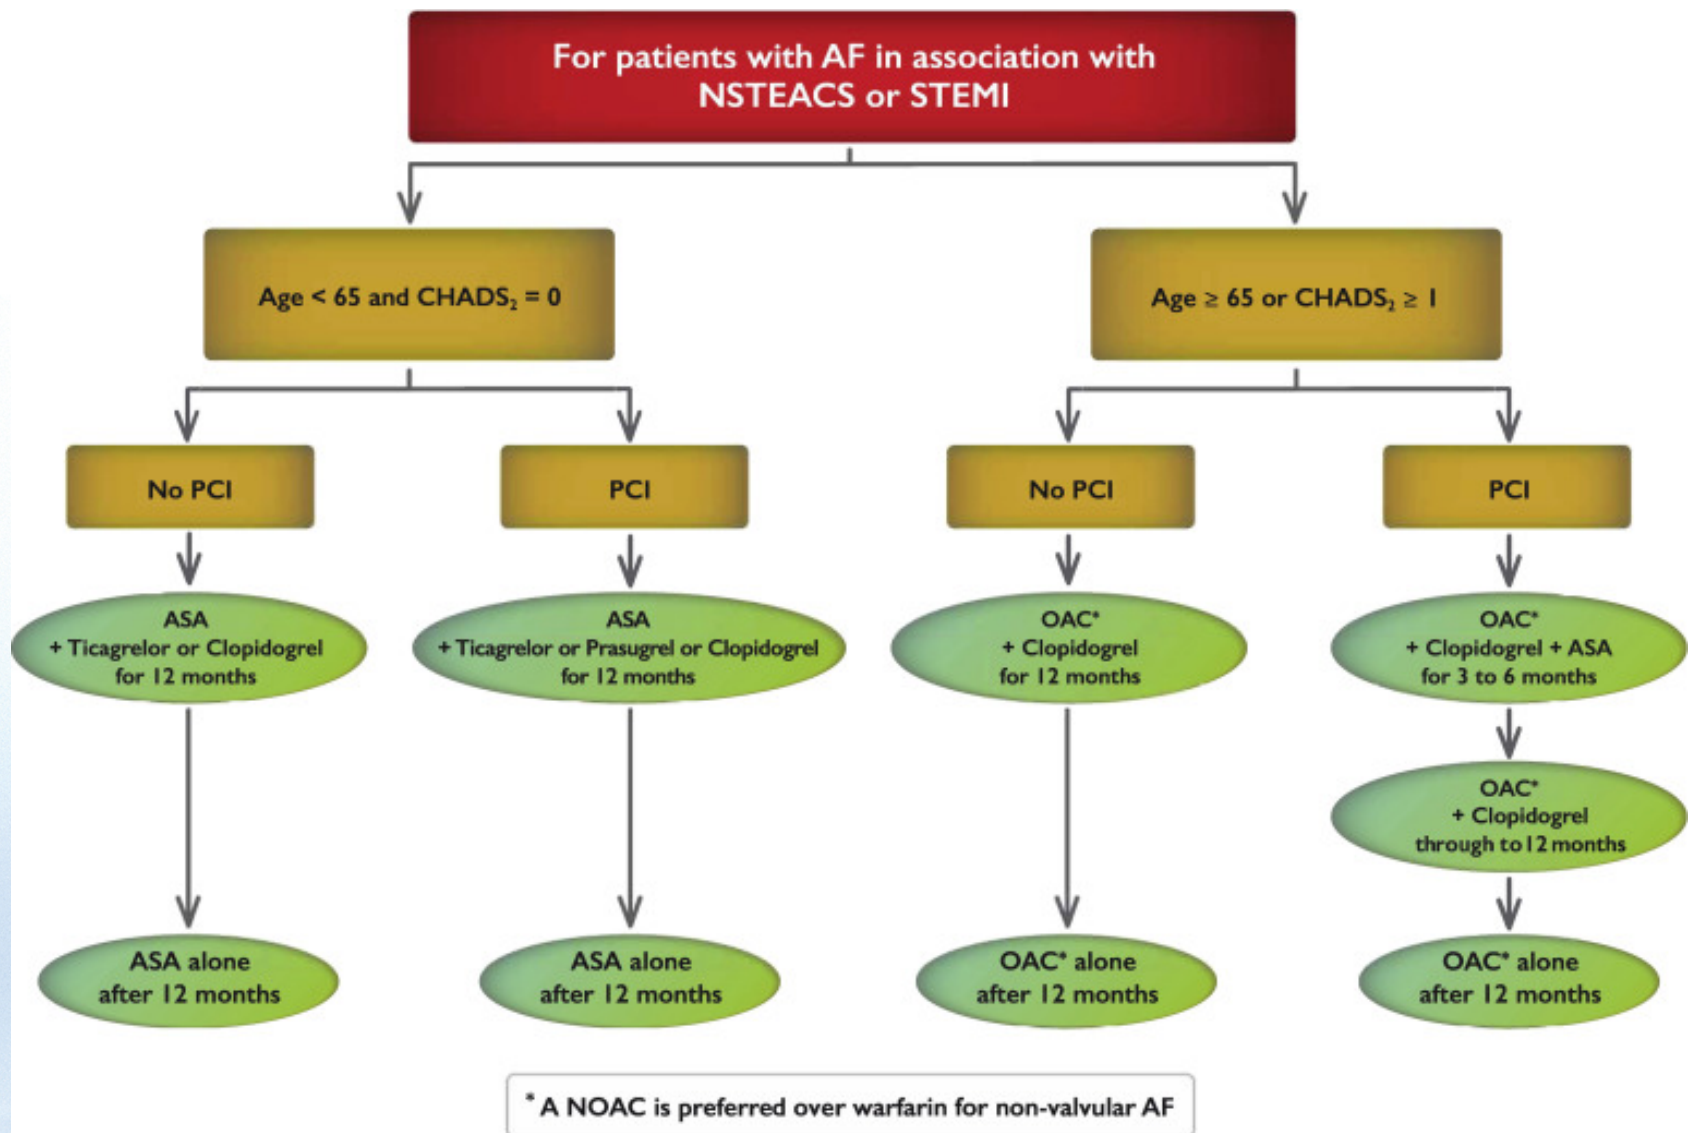 For patients with AF in association with
NSTEACS or STEMI
Age < 65 and CHADS₂ = 0
Age ≥ 65 or CHADS₂ ≥ I
No PCI
PCI
No PCI
PCI
ASA
+ Ticagrelor or Clopidogrel
for 12 months
ASA
+ Ticagrelor or Prasugrel or Clopidogrel
for 12 months
OAC*
+ Clopidogrel
for 12 months
OAC*
+ Clopidogrel + ASA
for 3 to 6 months
OAC*
+ Clopidogrel
through to 12 months
ASA alone
after 12 months
ASA alone
after 12 months
OAC* alone
after 12 months
OAC* alone
after 12 months
* A NOAC is preferred over warfarin for non-valvular AF